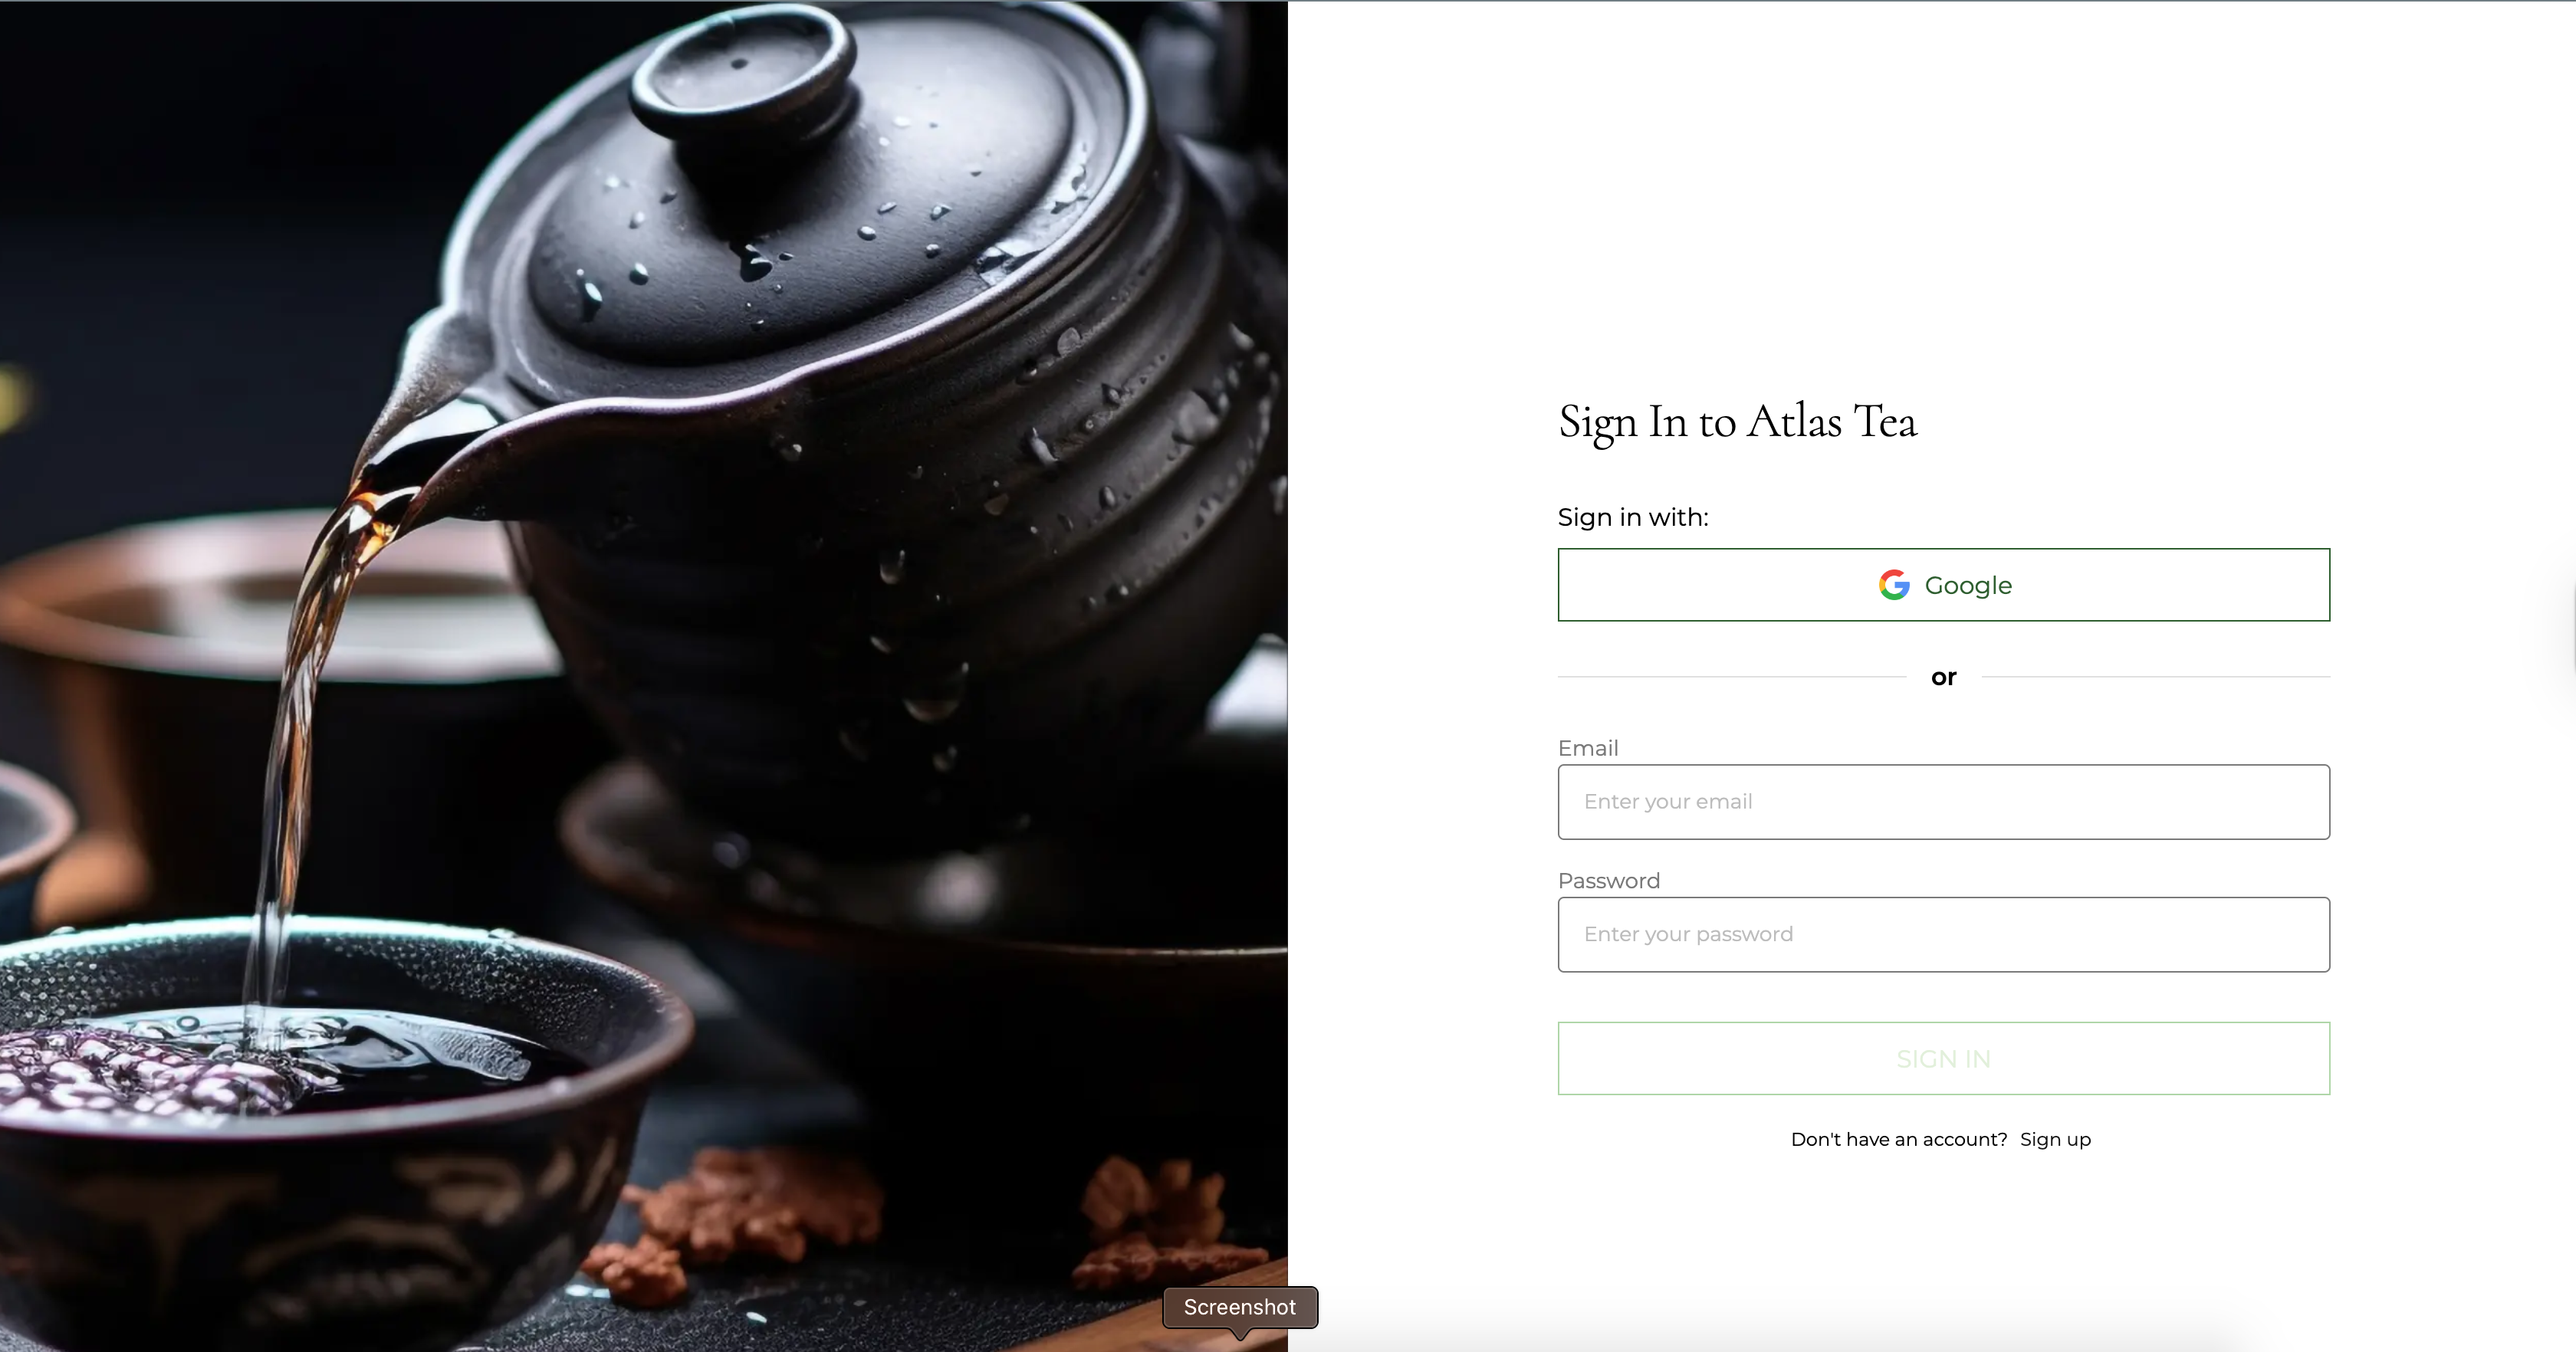 Sign In to Atlas Tea
Sign in with:
Google
or
Email
Enter your email
Password
Enter your password
SIGN IN
Don't have an account? Sign up
Screenshot